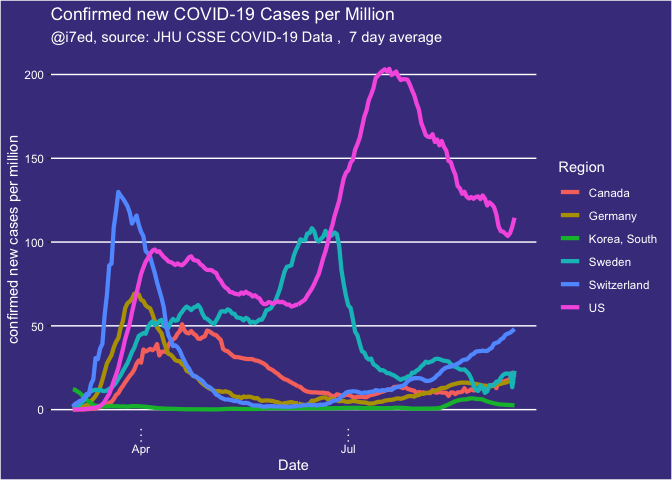 Confirmed new COVID-19 Cases per Million
@i7ed, source: JHU CSSE COVID-19 Data , 7 day average
confirmed new cases per million
200
150
100
50
0
Apr
Jul
Date
Region
Canada
Germany
Korea, South
Sweden
Switzerland
US